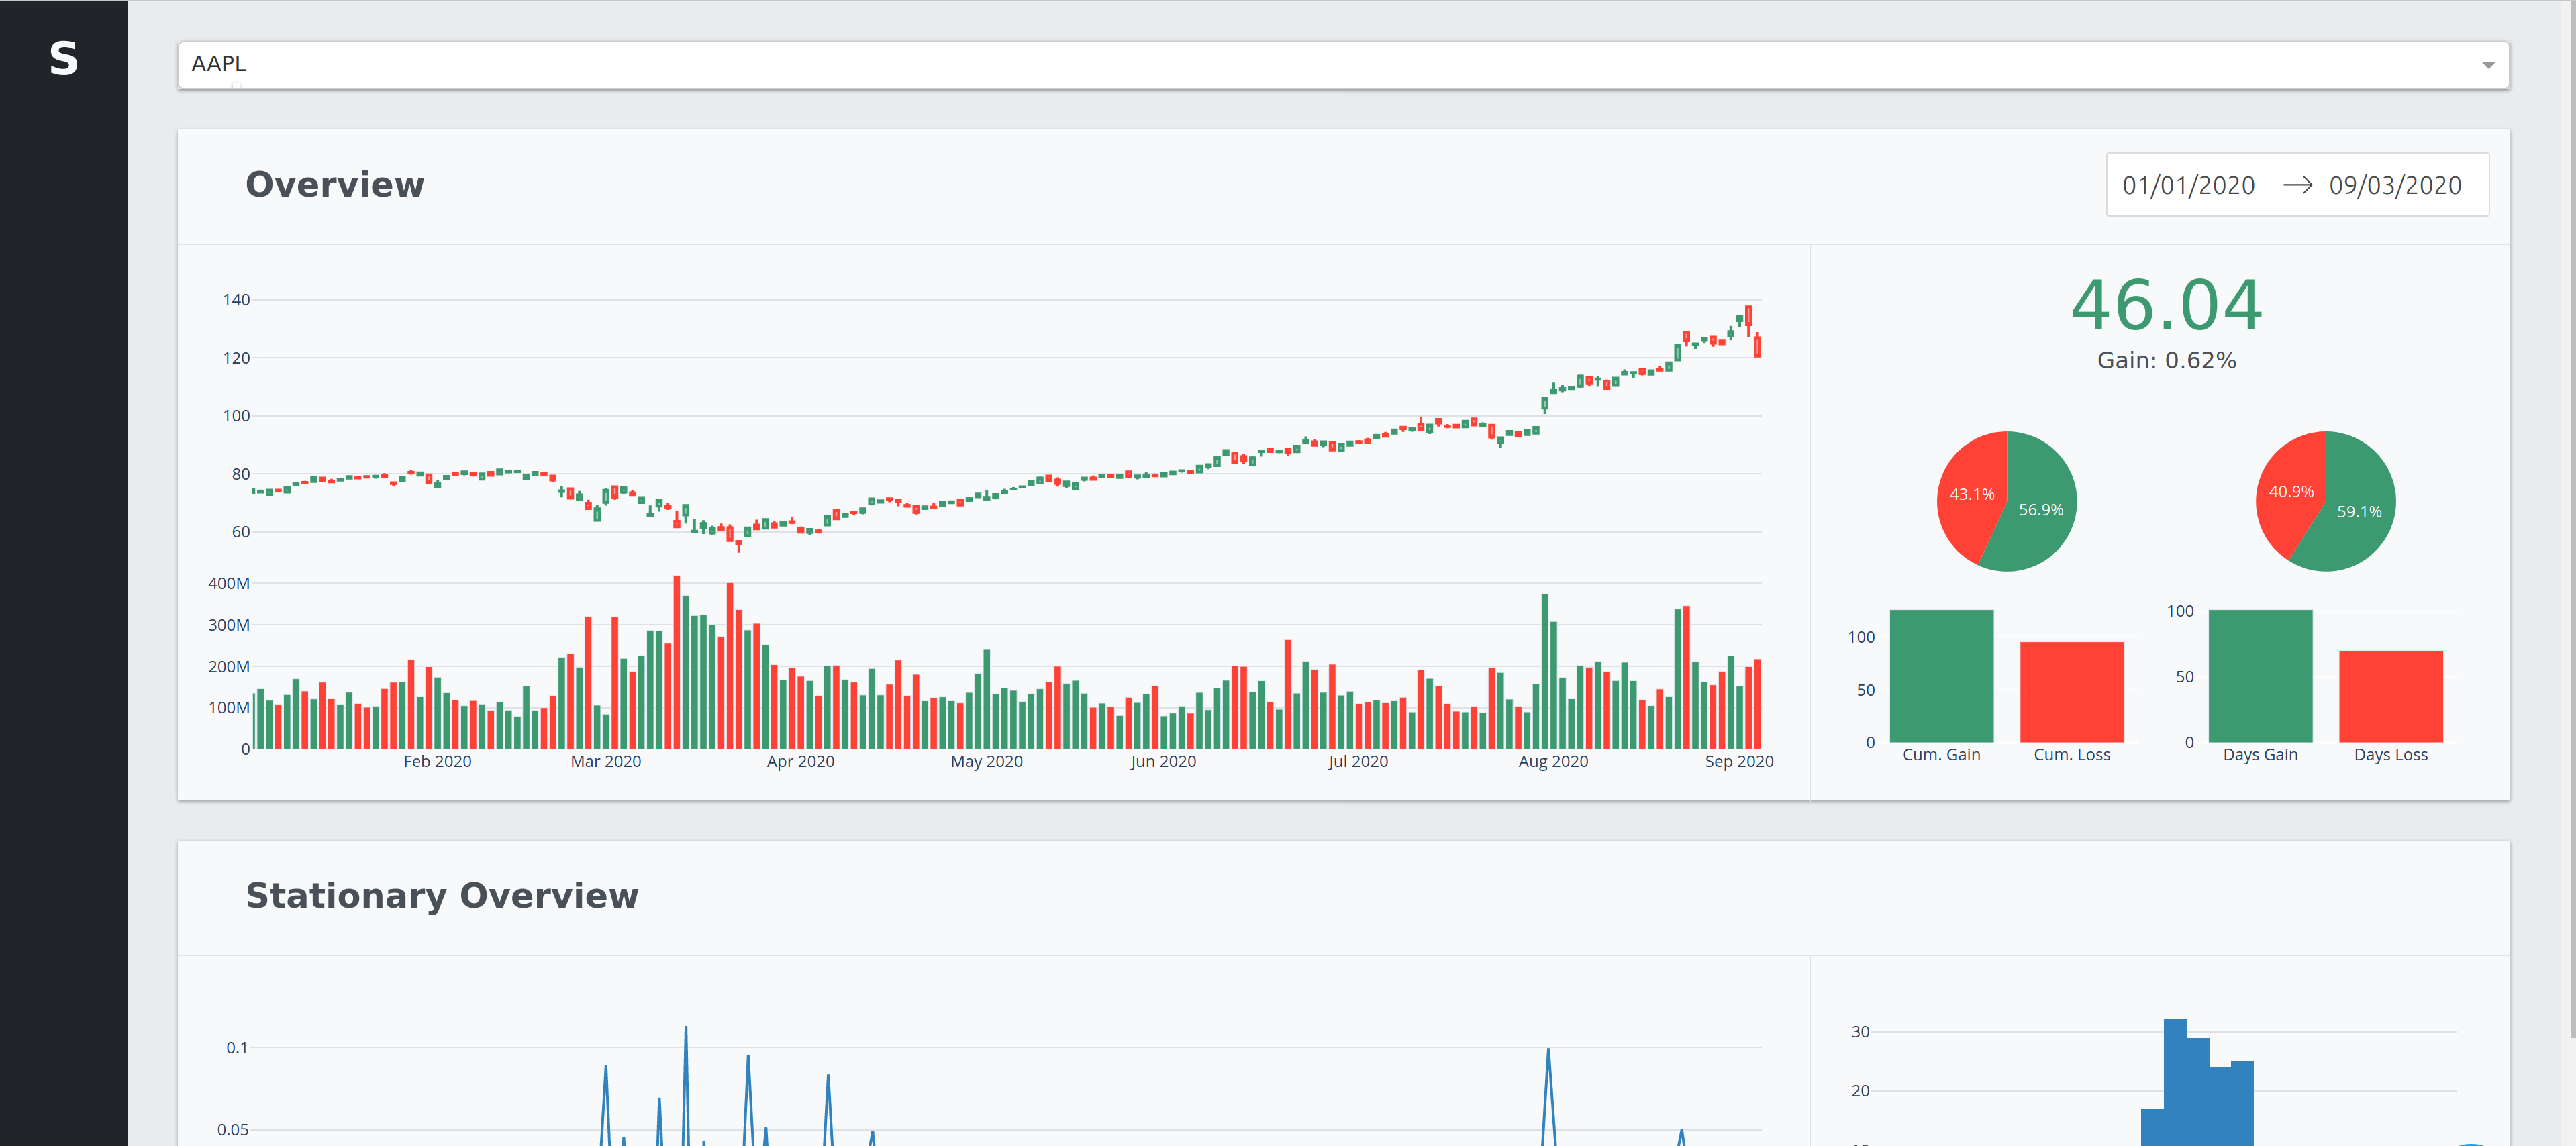 S
AAPL
Overview
01/01/2020 → 09/03/2020
140
120
100
80
60
400M
300M
200M
100M
0
Feb 2020 Mar 2020 Apr 2020 May 2020 Jun 2020 Jul 2020 Aug 2020 Sep 2020
46.04
Gain: 0.62%
43.1% 56.9%
40.9% 59.1%
100
50
0
Cum. Gain Cum. Loss
100
50
0
Days Gain Days Loss
Stationary Overview
0.1
0.05
30
20